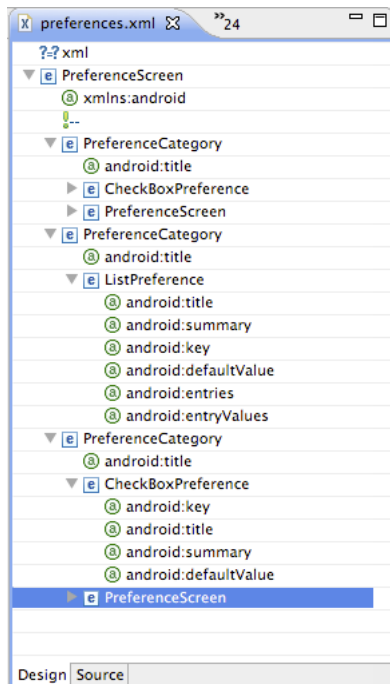 preferences.xml
»24
?=? xml
PreferenceScreen
xmlns:android
!--
PreferenceCategory
android:title
CheckBoxPreference
PreferenceScreen
PreferenceCategory
android:title
ListPreference
android:title
android:summary
android:key
android:defaultValue
android:entries
android:entryValues
PreferenceCategory
android:title
CheckBoxPreference
android:key
android:title
android:summary
android:defaultValue
PreferenceScreen
Design Source